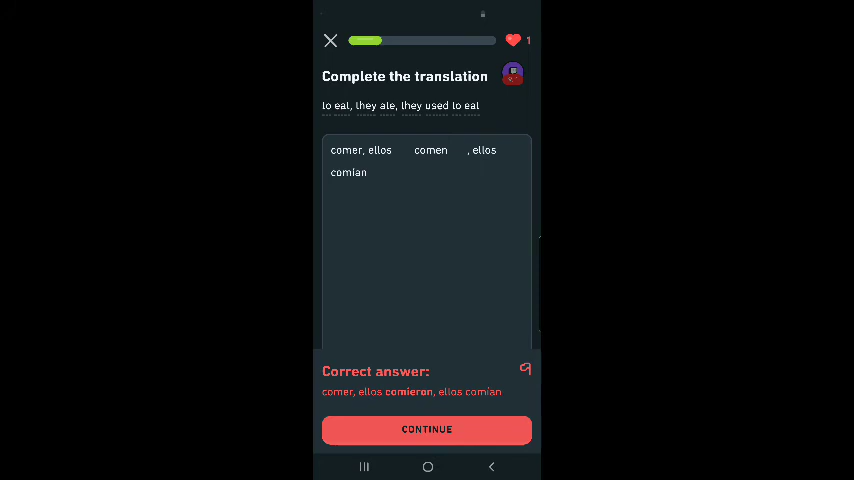 1
Complete the translation
to eat, they ate, they used to eat
comer, ellos comen , ellos
comían
Correct answer:
comer, ellos comieron, ellos comían
CONTINUE